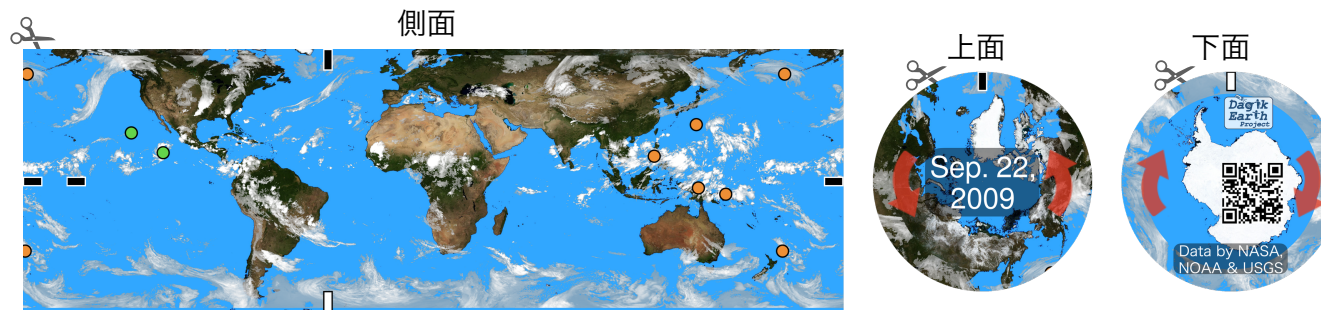 側面
上面
下面
Sep. 22,
2009
Dagik
Earth
Project
Data by NASA,
NOAA & USGS